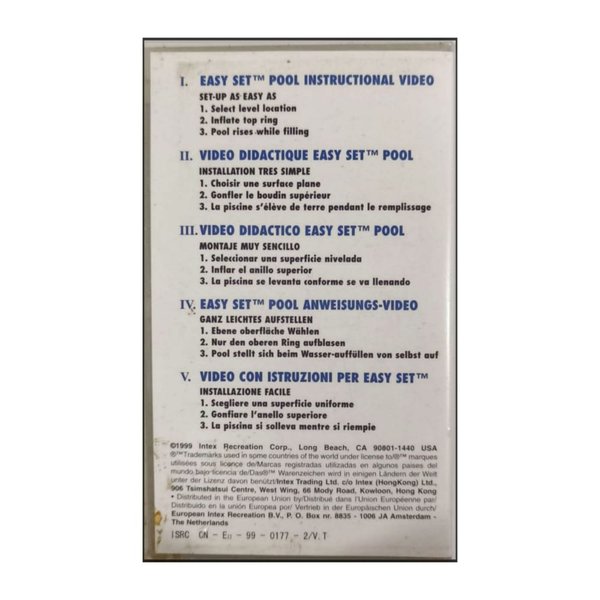 I. EASY SET™ POOL INSTRUCTIONAL VIDEO
SET-UP AS EASY AS
1. Select level location
2. Inflate top ring
3. Pool rises while filling
II. VIDEO DIDACTIQUE EASY SET™ POOL
INSTALLATION TRES SIMPLE
1. Choisir une surface plane
2. Gonfler le boudin supérieur
3. La piscine s'élève de terre pendant le remplissage
III. VIDEO DIDACTICO EASY SET™ POOL
MONTAJE MUY SENCILLO
1. Seleccionar una superficie nivelada
2. Inflar el anillo superior
3. La piscina se levanta conforme se va llenando
IV. EASY SET™ POOL ANWEISUNGS-VIDEO
GANZ LEICHTES AUFSTELLEN
1. Ebene oberfläche Wählen
2. Nur den oberen Ring aufblasen
3. Pool stellt sich beim Wasser-auffüllen von selbst auf
V. VIDEO CON ISTRUZIONI PER EASY SET™
INSTALLAZIONE FACILE
1. Scegliere una superficie uniforme
2. Gonfiare l'anello superiore
3. La piscina si solleva mentre si riempie
©1999 Intex Recreation Corp., Long Beach, CA 90801-1440 USA
®™Trademarks used in some countries of the world under license to/®™ marques
utilisées sous licence de/Marcas registradas utilizadas en algunos países del
mundo bajo licencia de/Das®™ Warenzeichen wird in einigen Ländern der Welt
unter der Lizenz davon benützt/Intex Trading Ltd. c/o Intex (HongKong) Ltd.,
906 Tsimshatsui Centre, West Wing, 66 Mody Road, Kowloon, Hong Kong
• Distributed in the European Union by/Distribué dans l'Union Européenne par/
Distribuido en la unión Europea por/ Vertrieb in der Europäischen Union durch/
European Intex Recreation B.V., P. O. Box nr. 8835 - 1006 JA Amsterdam -
The Netherlands
ISRC CN - E11 - 99 - 0177 - 2/V.T